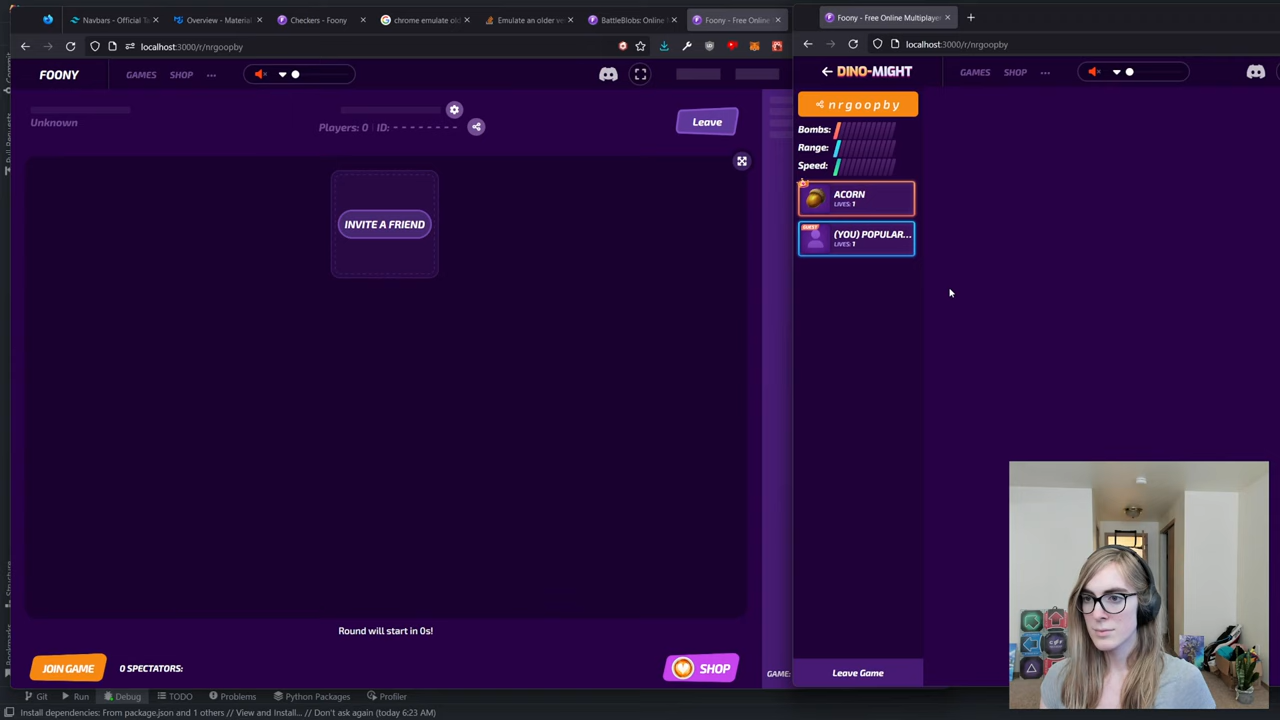 Navbars - Official Ta
Overview - Material
Checkers - Foony
chrome emulate old
Emulate an older ve
BattleBlobs: Online
Foony - Free Online
localhost:3000/r/nrgoopby
FOONY
GAMES
SHOP
Unknown
Players: 0
ID: - - - - - - - -
Leave
INVITE A FRIEND
Round will start in 0s!
JOIN GAME
0 SPECTATORS:
SHOP
GAME:
Foony - Free Online Multiplaye
localhost:3000/r/nrgoopby
DINO-MIGHT
GAMES
SHOP
nrgoopby
Bombs:
Range:
Speed:
ACORN
LIVES: 1
GUEST
(YOU) POPULAR...
LIVES: 1
Leave Game
Git
Run
Debug
TODO
Problems
Python Packages
Profiler
Install dependencies: From package.json and 1 others // View and Install... // Don't ask again (today 6:23 AM)